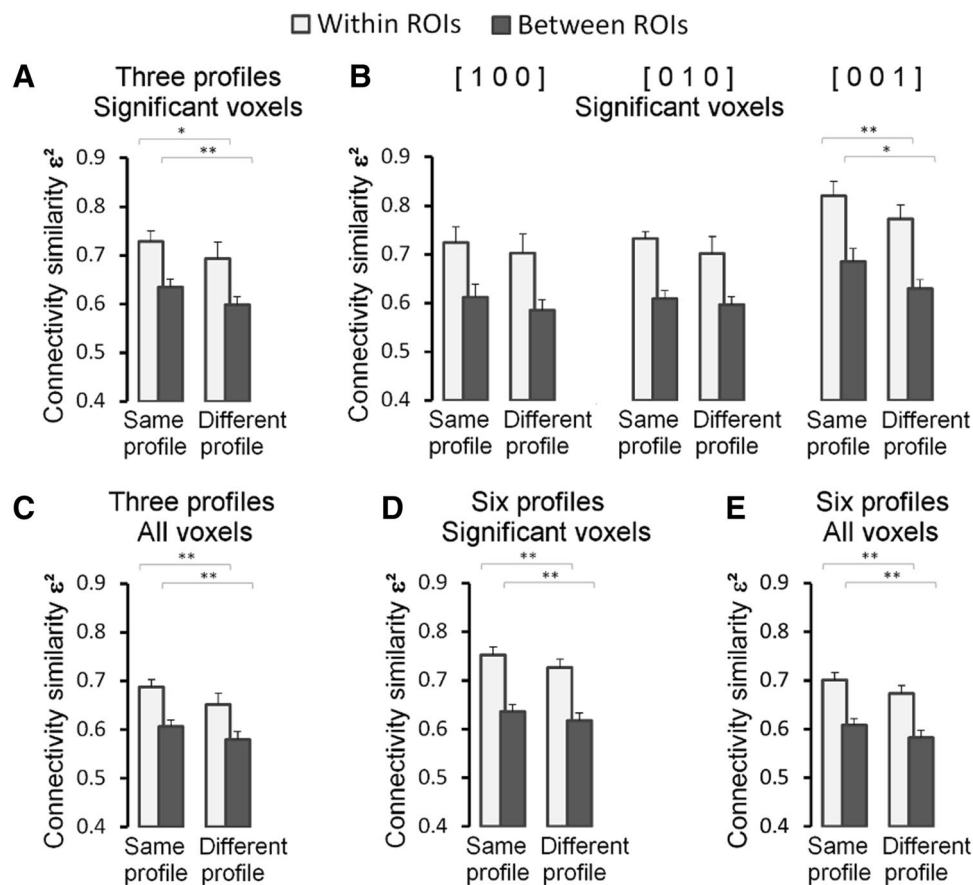 Within ROIs Between ROIs
A Three profiles
Significant voxels
* 
**
Connectivity similarity ε²
0.9
0.8
0.7
0.6
0.5
0.4
Same profile
Different profile
B [ 1 0 0 ] [ 0 1 0 ] [ 0 0 1 ]
Significant voxels
**
*
Connectivity similarity ε²
0.9
0.8
0.7
0.6
0.5
0.4
Same profile
Different profile
Same profile
Different profile
Same profile
Different profile
C Three profiles
All voxels
**
**
Connectivity similarity ε²
0.9
0.8
0.7
0.6
0.5
0.4
Same profile
Different profile
D Six profiles
Significant voxels
**
**
Connectivity similarity ε²
0.9
0.8
0.7
0.6
0.5
0.4
Same profile
Different profile
E Six profiles
All voxels
**
**
Connectivity similarity ε²
0.9
0.8
0.7
0.6
0.5
0.4
Same profile
Different profile